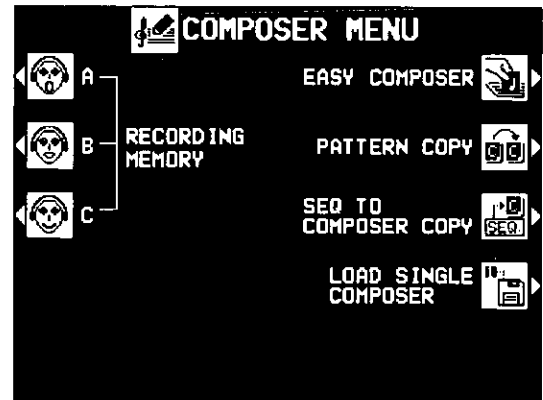 COMPOSER MENU
A
B
C
RECORDING
MEMORY
EASY COMPOSER
PATTERN COPY
SEQ TO
COMPOSER COPY
SEQ.
LOAD SINGLE
COMPOSER